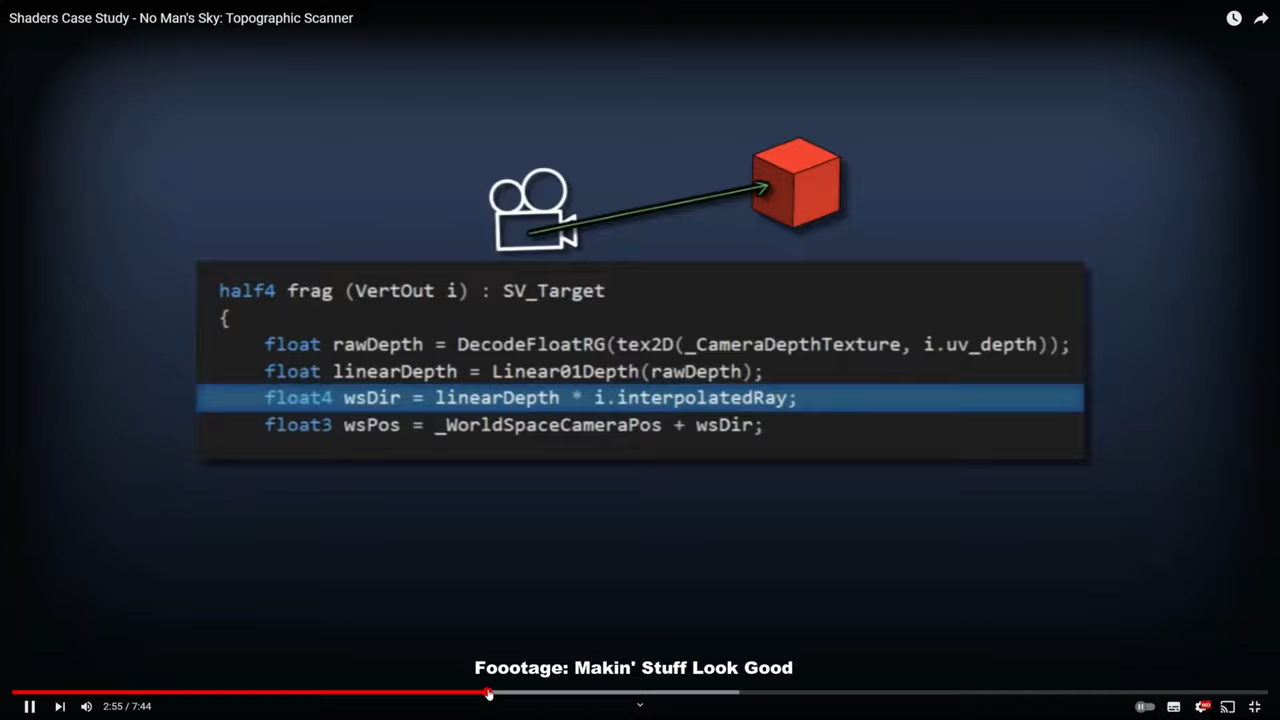 Shaders Case Study - No Man's Sky: Topographic Scanner
half4 frag (VertOut i) : SV_Target
{
float rawDepth = DecodeFloatRG(tex2D(_CameraDepthTexture, i.uv_depth));
float linearDepth = Linear01Depth(rawDepth);
float4 wsDir = linearDepth * i.interpolatedRay;
float3 wsPos = _WorldSpaceCameraPos + wsDir;
Foootage: Makin' Stuff Look Good
2:55 / 7:44
HD